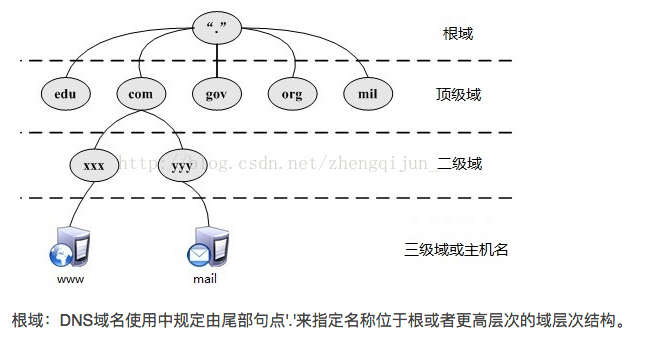 “.” 根域
edu com gov org mil 顶级域
http://blog.csdn.net/zhengqijun_
xxx yyy 二级域
三级域或主机名
www mail
根域：DNS域名使用中规定由尾部句点'.'来指定名称位于根或者更高层次的域层次结构。